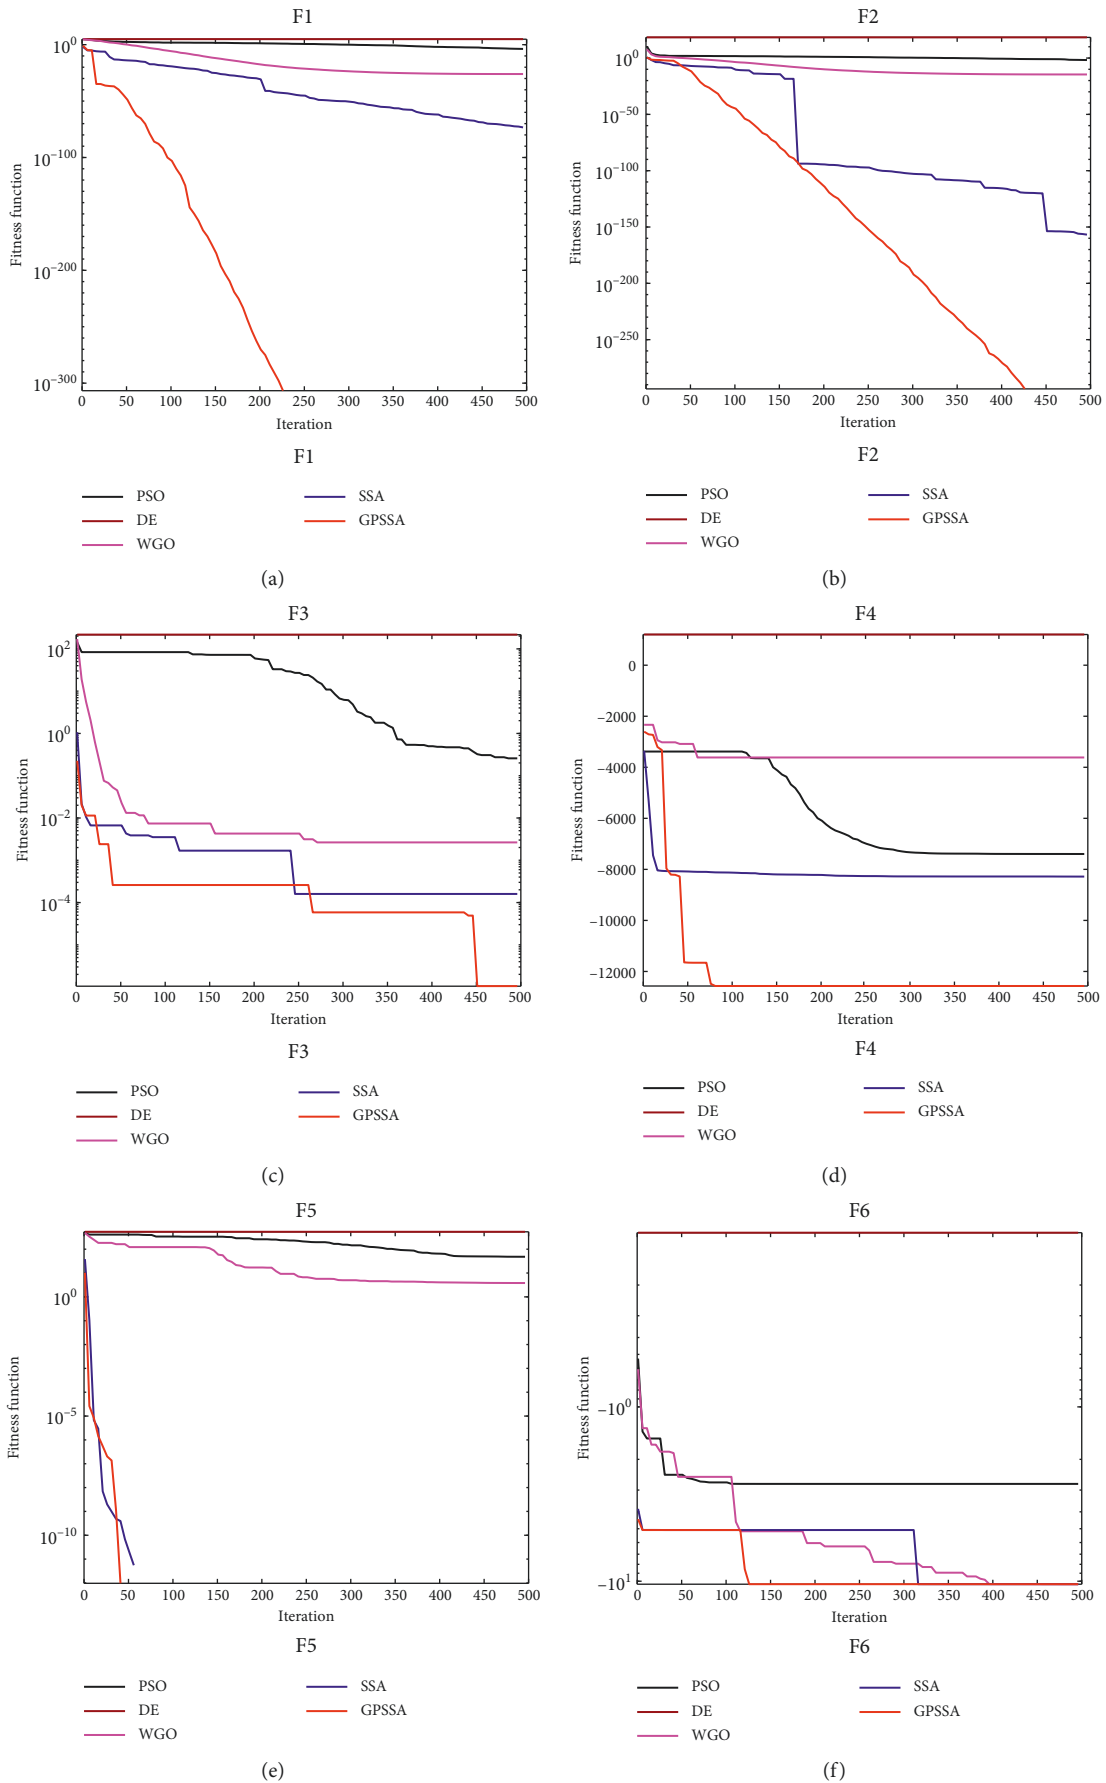 F1
Fitness function
10^0
10^-100
10^-200
10^-300
0 50 100 150 200 250 300 350 400 450 500
Iteration
F1
PSO
DE
WGO
SSA
GPSSA
(a)
F2
Fitness function
10^0
10^-50
10^-100
10^-150
10^-200
10^-250
0 50 100 150 200 250 300 350 400 450 500
Iteration
F2
PSO
DE
WGO
SSA
GPSSA
(b)
F3
Fitness function
10^2
10^0
10^-2
10^-4
0 50 100 150 200 250 300 350 400 450 500
Iteration
F3
PSO
DE
WGO
SSA
GPSSA
(c)
F4
Fitness function
0
−2000
−4000
−6000
−8000
−10000
−12000
0 50 100 150 200 250 300 350 400 450 500
Iteration
F4
PSO
DE
WGO
SSA
GPSSA
(d)
F5
Fitness function
10^0
10^-5
10^-10
0 50 100 150 200 250 300 350 400 450 500
Iteration
F5
PSO
DE
WGO
SSA
GPSSA
(e)
F6
Fitness function
−10^0
−10^1
0 50 100 150 200 250 300 350 400 450 500
Iteration
F6
PSO
DE
WGO
SSA
GPSSA
(f)